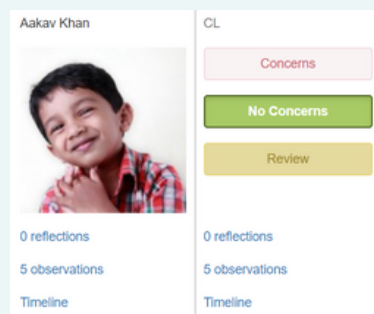 Aakav Khan
0 reflections
5 observations
Timeline
CL
Concerns
No Concerns
Review
0 reflections
5 observations
Timeline